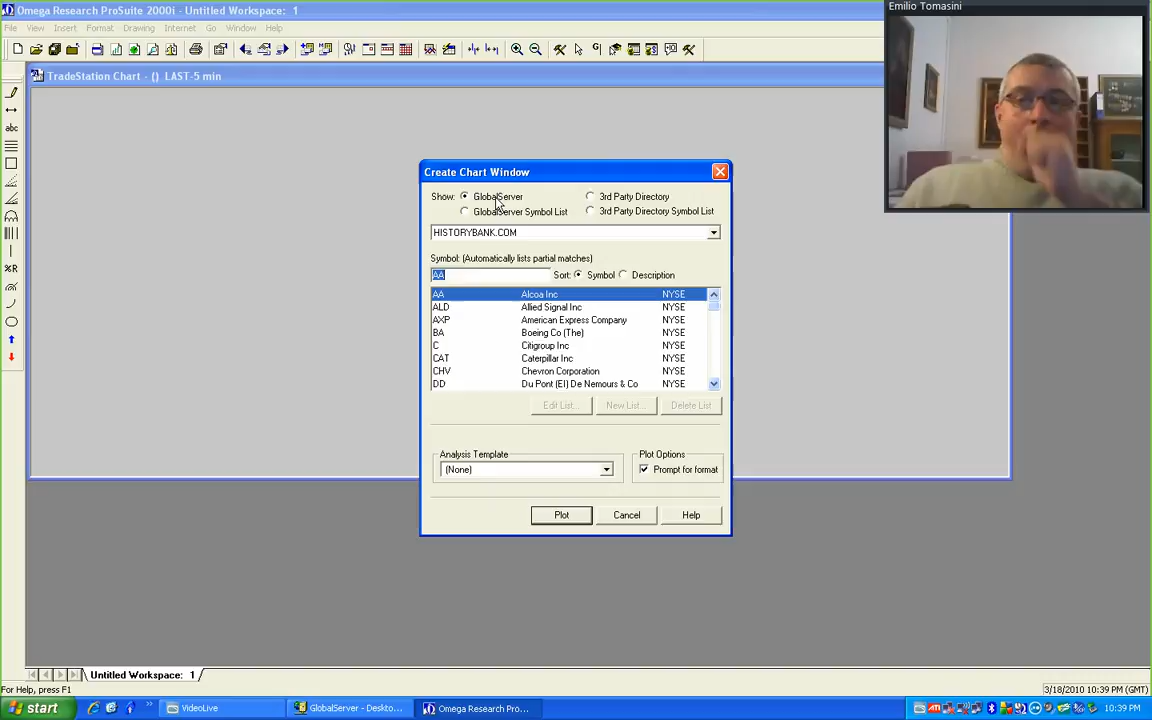 Omega Research ProSuite 2000i - Untitled Workspace: 1
Emilio Tomasini
File View Insert Format Drawing Internet Go Window Help
TradeStation Chart - () LAST-5 min
abc
%R
Create Chart Window
Show: GlobalServer 3rd Party Directory
GlobalServer Symbol List 3rd Party Directory Symbol List
HISTORYBANK.COM
Symbol: (Automatically lists partial matches)
AA Sort: Symbol Description
AA Alcoa Inc NYSE
ALD Allied Signal Inc NYSE
AXP American Express Company NYSE
BA Boeing Co (The) NYSE
C Citigroup Inc NYSE
CAT Caterpillar Inc NYSE
CHV Chevron Corporation NYSE
DD Du Pont (EI) De Nemours & Co NYSE
Edit List... New List... Delete List
Analysis Template Plot Options
(None) Prompt for format
Plot Cancel Help
Untitled Workspace: 1
For Help, press F1 3/18/2010 10:39 PM (GMT)
start VideoLive GlobalServer - Deskto... Omega Research Pro... 10:39 PM